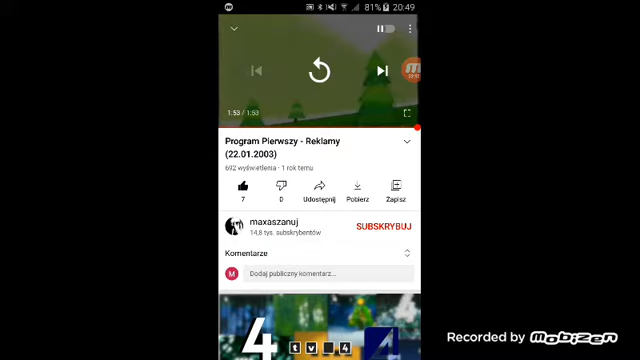 81% 20:49
1:53 / 1:53
Program Pierwszy - Reklamy
(22.01.2003)
692 wyświetlenia · 1 rok temu
7
0
Udostępnij
Pobierz
Zapisz
maxaszanuj
14,8 tys. subskrybentów
SUBSKRYBUJ
Komentarze
M
Dodaj publiczny komentarz...
4
t v 4
4
Recorded by Mobizen